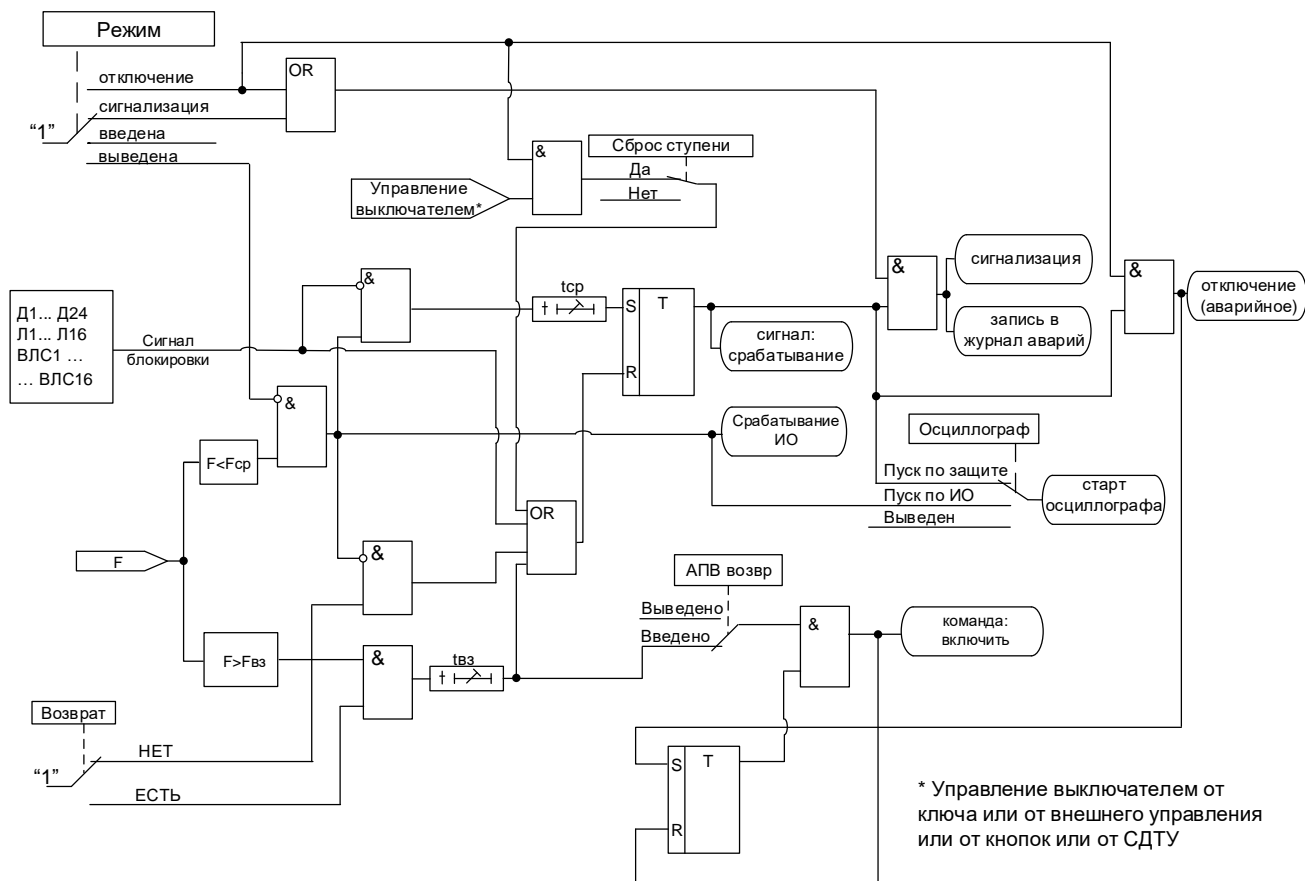 Режим
отключение
сигнализация
“1”
введена
выведена
OR
&
Сброс ступени
Да
Нет
Управление
выключателем*
&
tср
S
T
R
сигнал:
срабатывание
&
сигнализация
запись в
журнал аварий
&
отключение
(аварийное)
Д1... Д24
Л1... Л16
ВЛС1 ...
... ВЛС16
Сигнал
блокировки
&
F<Fср
Срабатывание
ИО
Осциллограф
Пуск по защите
Пуск по ИО
Выведен
старт
осциллографа
OR
F
&
АПВ возвр
Выведено
Введено
&
команда:
включить
F>Fвз
&
tвз
Возврат
“1”
НЕТ
ЕСТЬ
S
T
R
* Управление выключателем от
ключа или от внешнего управления
или от кнопок или от СДТУ